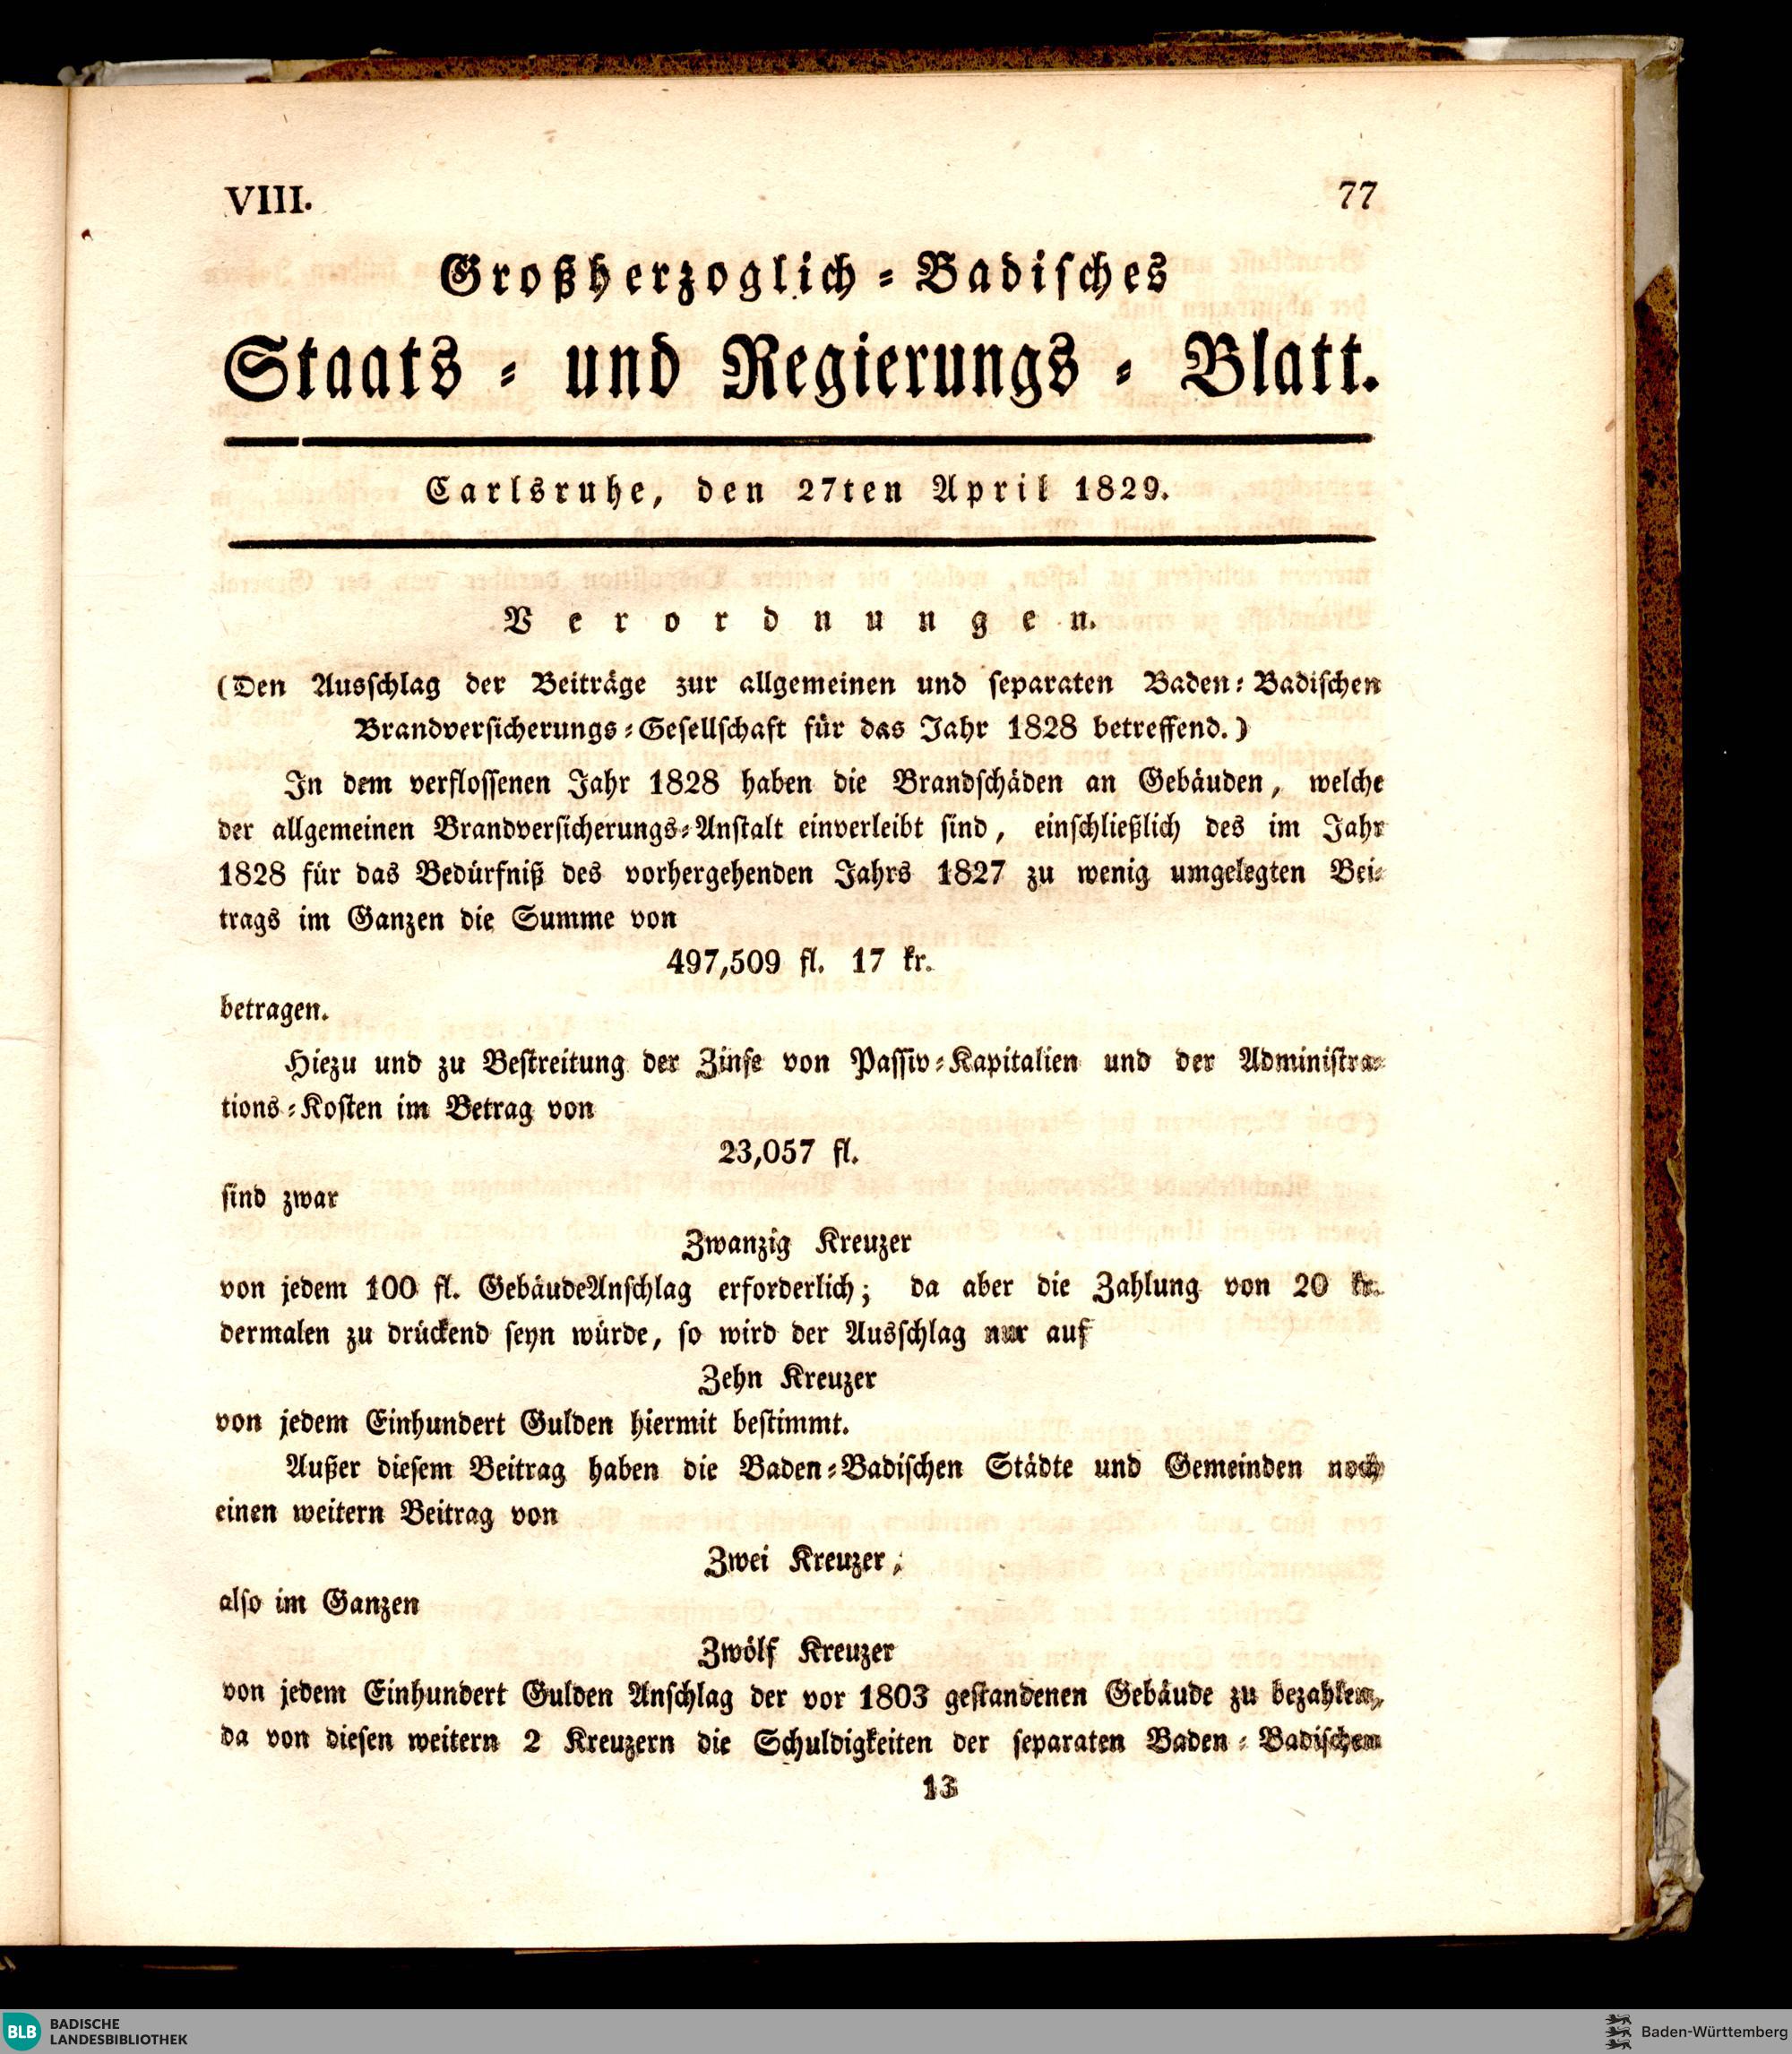 VIII.
77
Großherzoglich-Badisches
Staats- und Regierungs-Blatt.
Carlsruhe, den 27ten April 1829.
Verordnungen.
(Den Ausschlag der Beiträge zur allgemeinen und separaten Baden-Badischen
Brandversicherungs-Gesellschaft für das Jahr 1828 betreffend.)
In dem verflossenen Jahr 1828 haben die Brandschäden an Gebäuden, welche
der allgemeinen Brandversicherungs-Anstalt einverleibt sind, einschließlich des im Jahr
1828 für das Bedürfniß des vorhergehenden Jahrs 1827 zu wenig umgelegten Bei-
trags im Ganzen die Summe von
497,509 fl. 17 kr.
betragen.
Hiezu und zu Bestreitung der Zinse von Passiv-Kapitalien und der Administra-
tions-Kosten im Betrag von
23,057 fl.
sind zwar
Zwanzig Kreuzer
von jedem 100 fl. GebäudeAnschlag erforderlich; da aber die Zahlung von 20 kr.
dermalen zu drückend seyn würde, so wird der Ausschlag nur auf
Zehn Kreuzer
von jedem Einhundert Gulden hiermit bestimmt.
Außer diesem Beitrag haben die Baden-Badischen Städte und Gemeinden noch
einen weitern Beitrag von
Zwei Kreuzer,
also im Ganzen
Zwölf Kreuzer
von jedem Einhundert Gulden Anschlag der vor 1803 gestandenen Gebäude zu bezahlen,
da von diesen weitern 2 Kreuzern die Schuldigkeiten der separaten Baden-Badischen
13
BLB
BADISCHE
LANDESBIBLIOTHEK
Baden-Württemberg